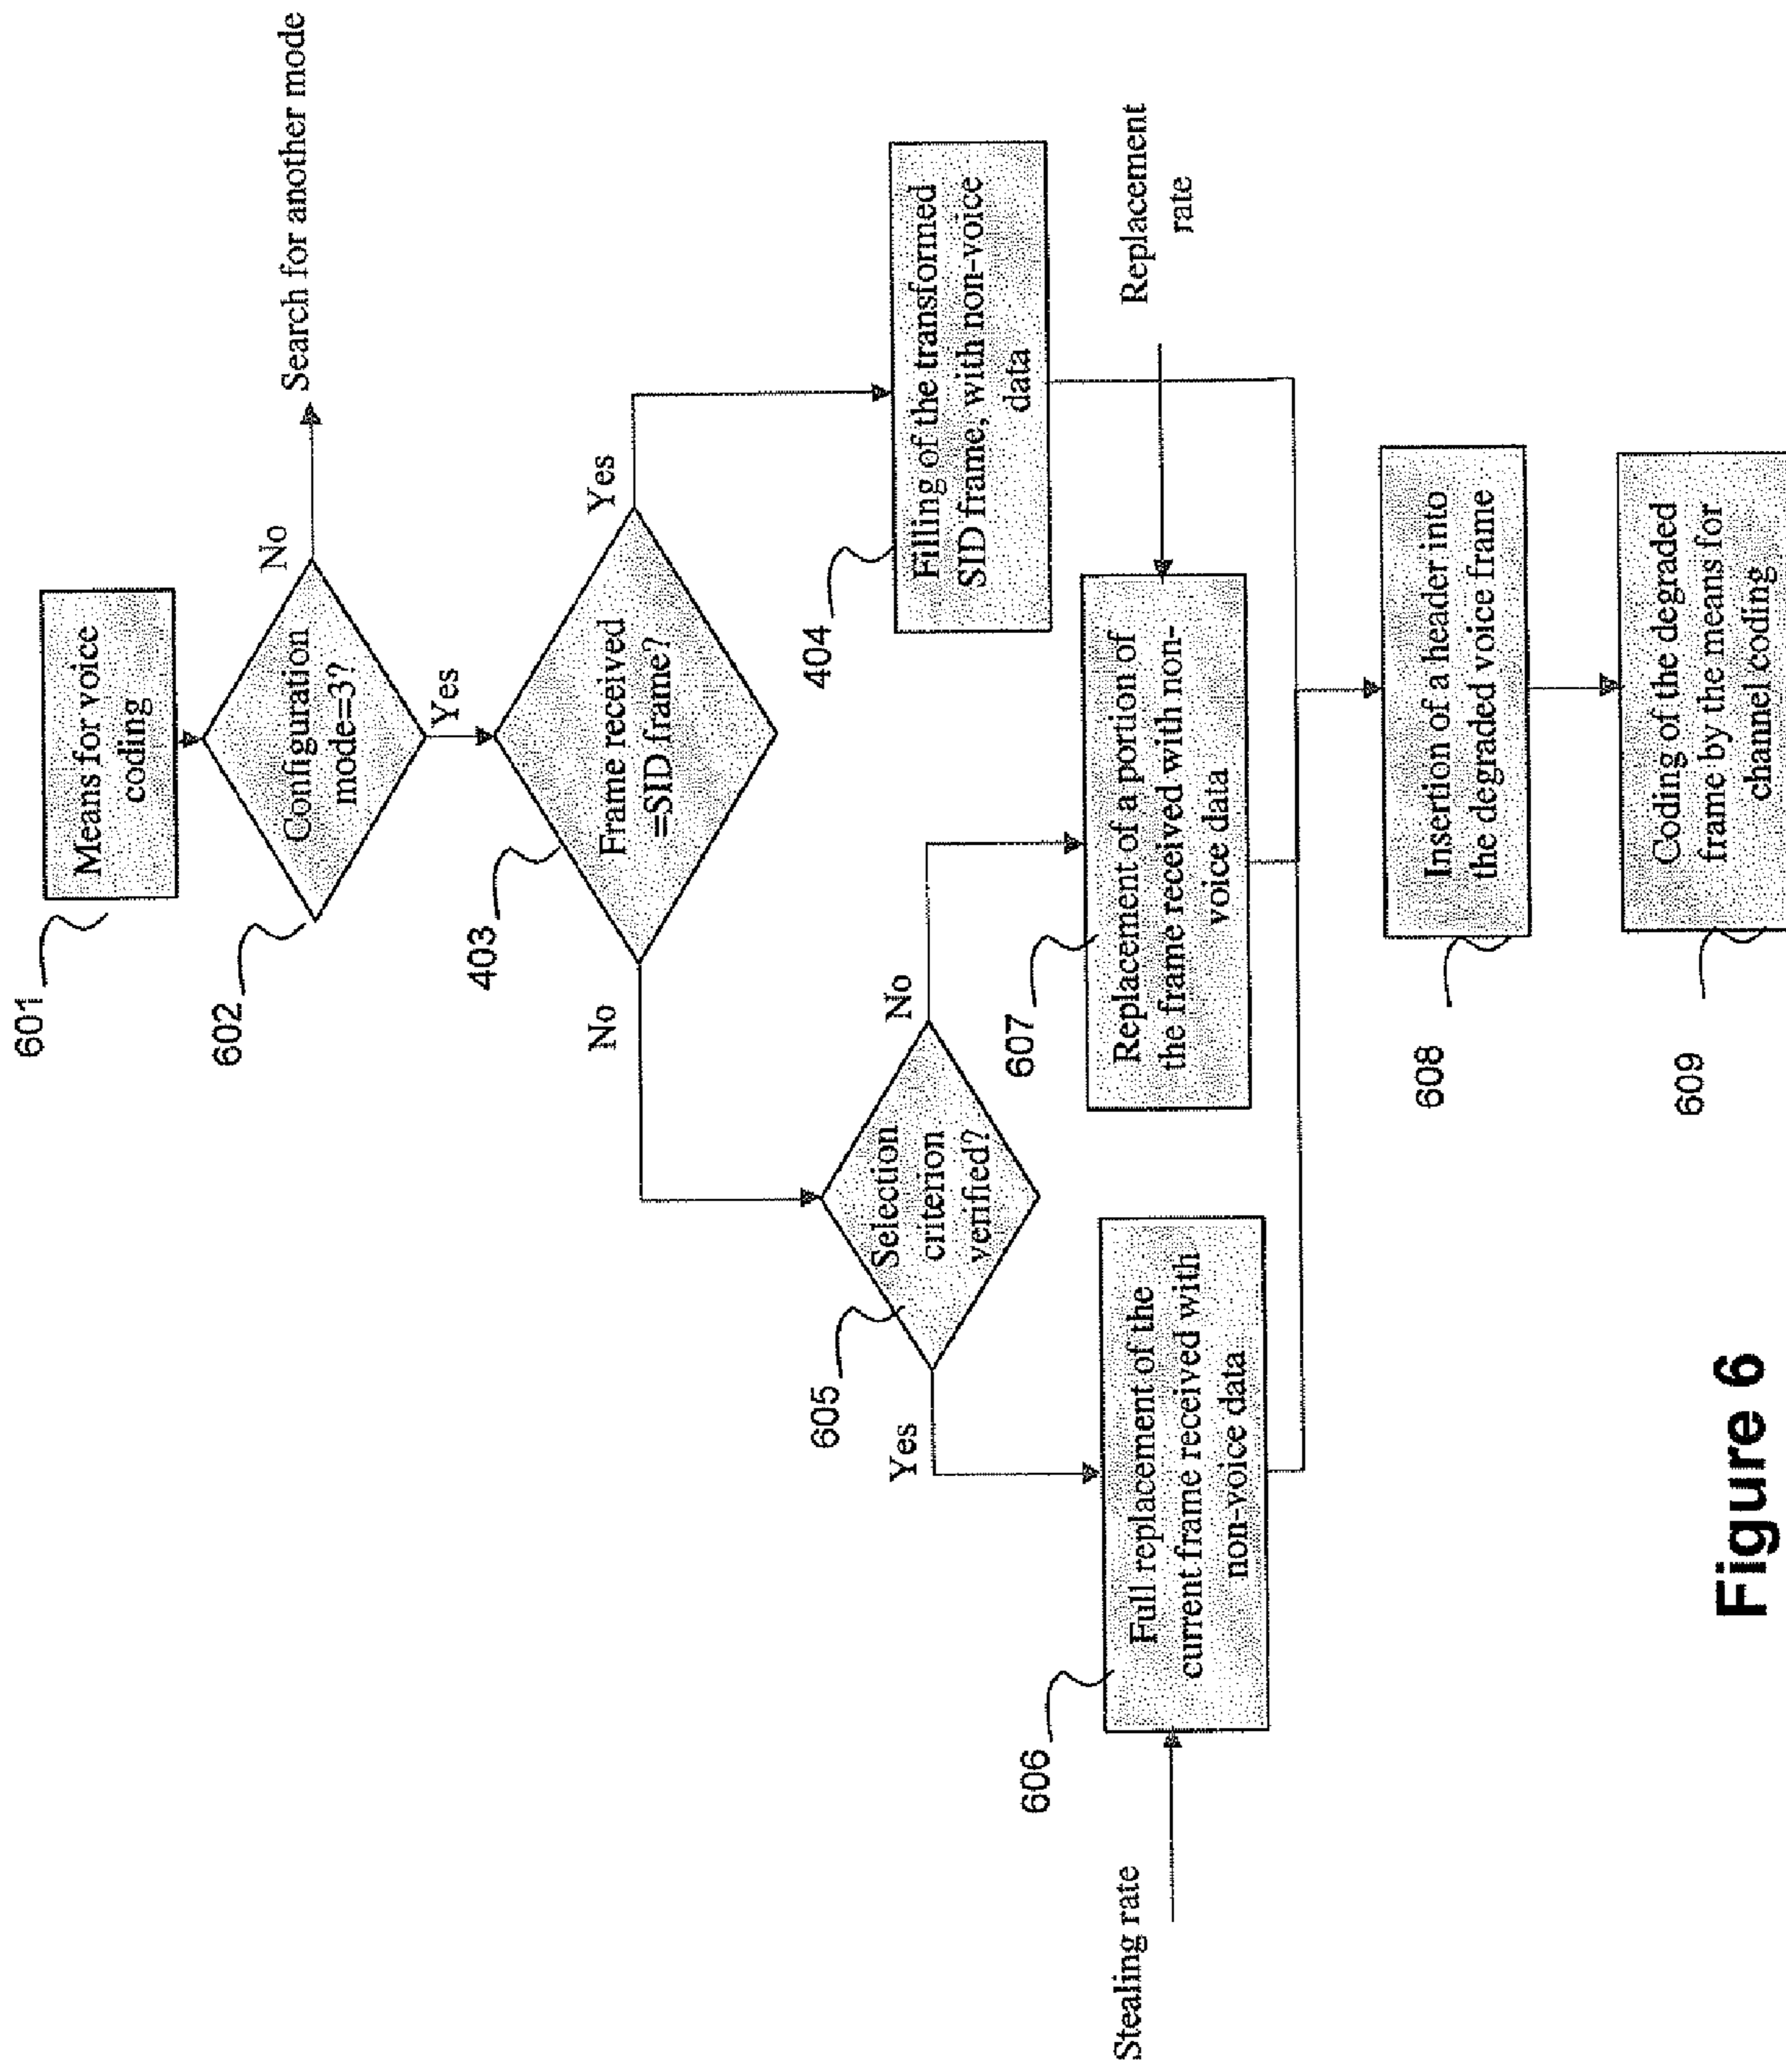 601
Means for voice
coding
602
Configuration
mode=3?
No
Search for another mode
Yes
403
Frame received
=SID frame?
No
Yes
404
Filling of the transformed
SID frame, with non-voice
data
605
Selection
criterion
verified?
Yes
No
Stealing rate
606
Full replacement of the
current frame received with
non-voice data
607
Replacement of a portion of
the frame received with non-
voice data
Replacement
rate
608
Insertion of a header into
the degraded voice frame
609
Coding of the degraded
frame by the means for
channel coding
Figure 6